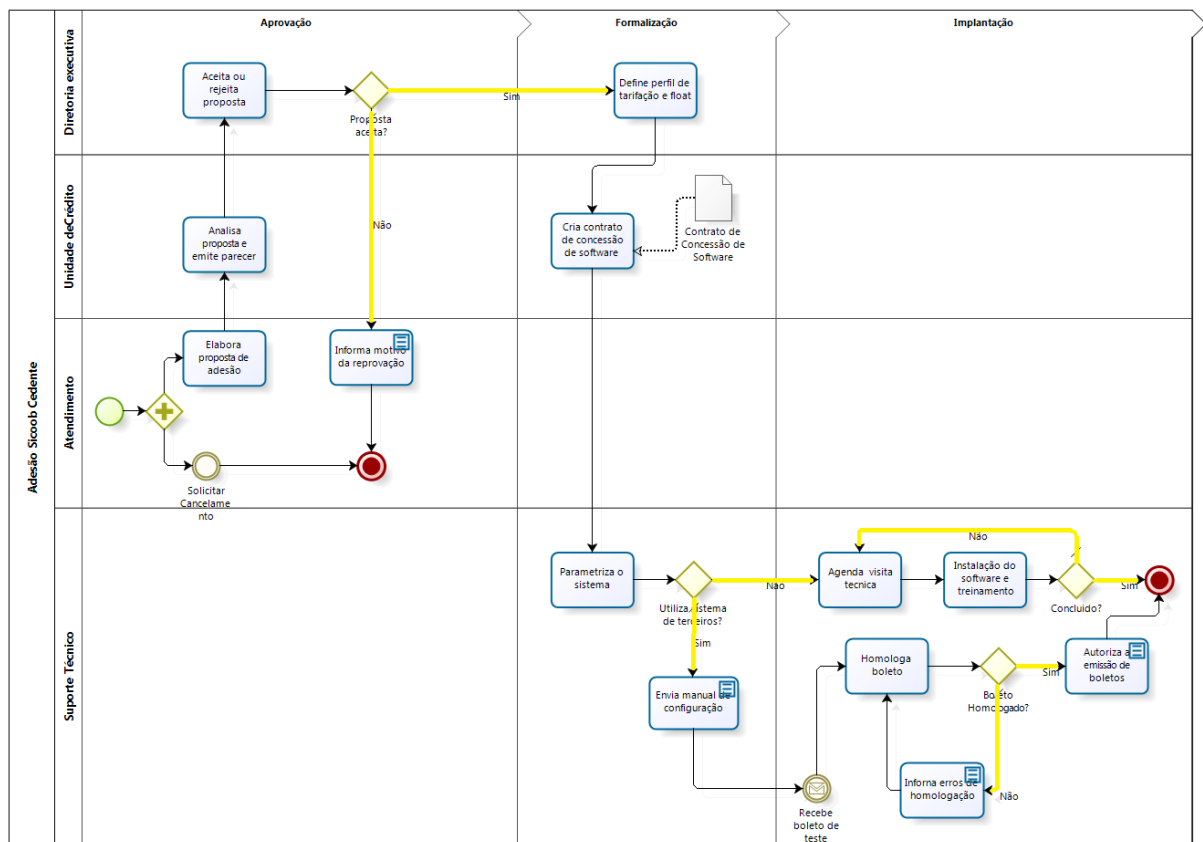 Aprovação
Formalização
Implantação
Adesão Sicoob Cedente
Diretoria executiva
Aceita ou
rejeita
proposta
Proposta
aceita?
Sim
Define perfil de
tarifação e float
Unidade deCrédito
Analisa
proposta e
emite parecer
Não
Cria contrato
de concessão
de software
Contrato de
Concessão de
Software
Atendimento
Elabora
proposta de
adesão
Informa motivo
da reprovação
Solicitar
Cancelame
nto
Suporte Técnico
Parametriza o
sistema
Utiliza sistema
de terceiros?
Não
Sim
Agenda visita
tecnica
Instalação do
software e
treinamento
Não
Concluído?
Sim
Envia manual de
configuração
Recebe
boleto de
teste
Homologa
boleto
Boleto
Homologado?
Sim
Autoriza a
emissão de
boletos
Não
Inforna erros de
homologação